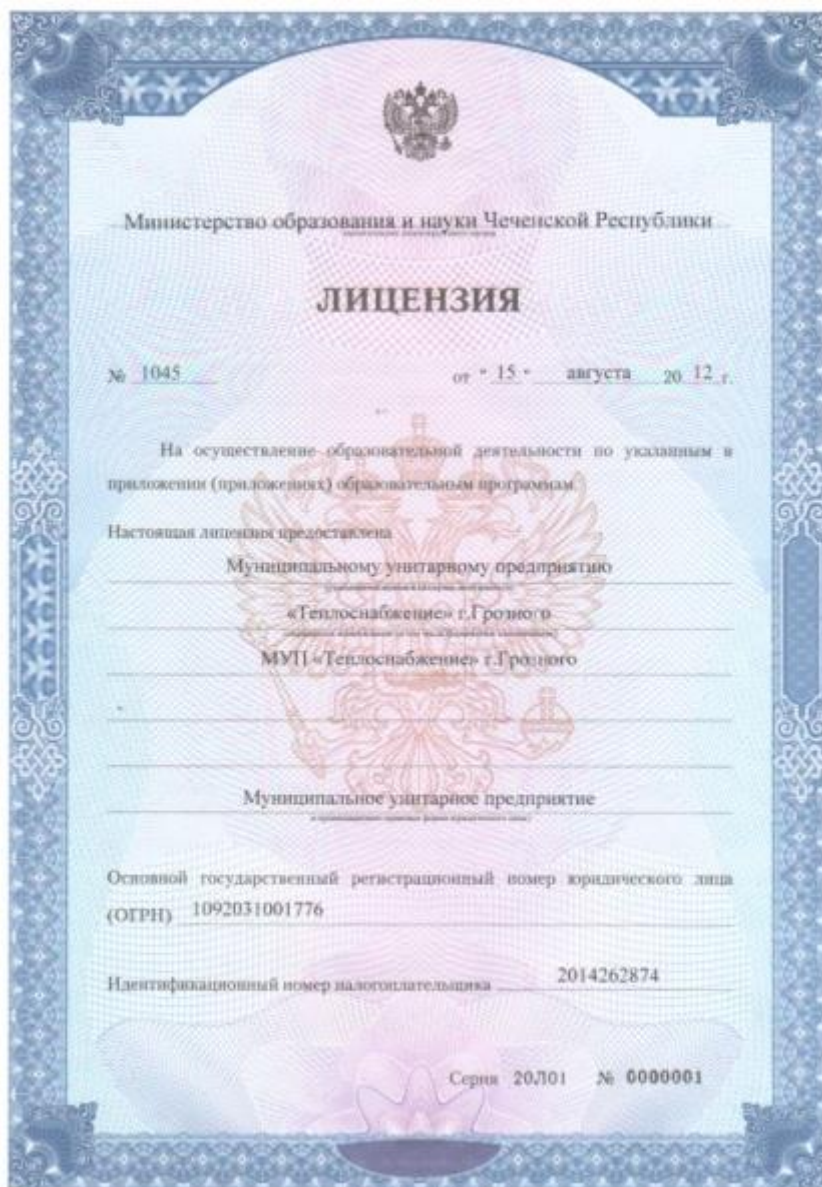 Министерство образования и науки Чеченской Республики
ЛИЦЕНЗИЯ
№ 1045 от " 15 " августа 20 12 г.
На осуществление образовательной деятельности по указанным в
приложении (приложениях) образовательным программам
Настоящая лицензия предоставлена
Муниципальному унитарному предприятию
«Теплоснабжение» г.Грозного
МУП «Теплоснабжение» г.Грозного
Муниципальное унитарное предприятие
Основной государственный регистрационный номер юридического лица
(ОГРН) 1092031001776
Идентификационный номер налогоплательщика 2014262874
Серия 20Л01 № 0000001